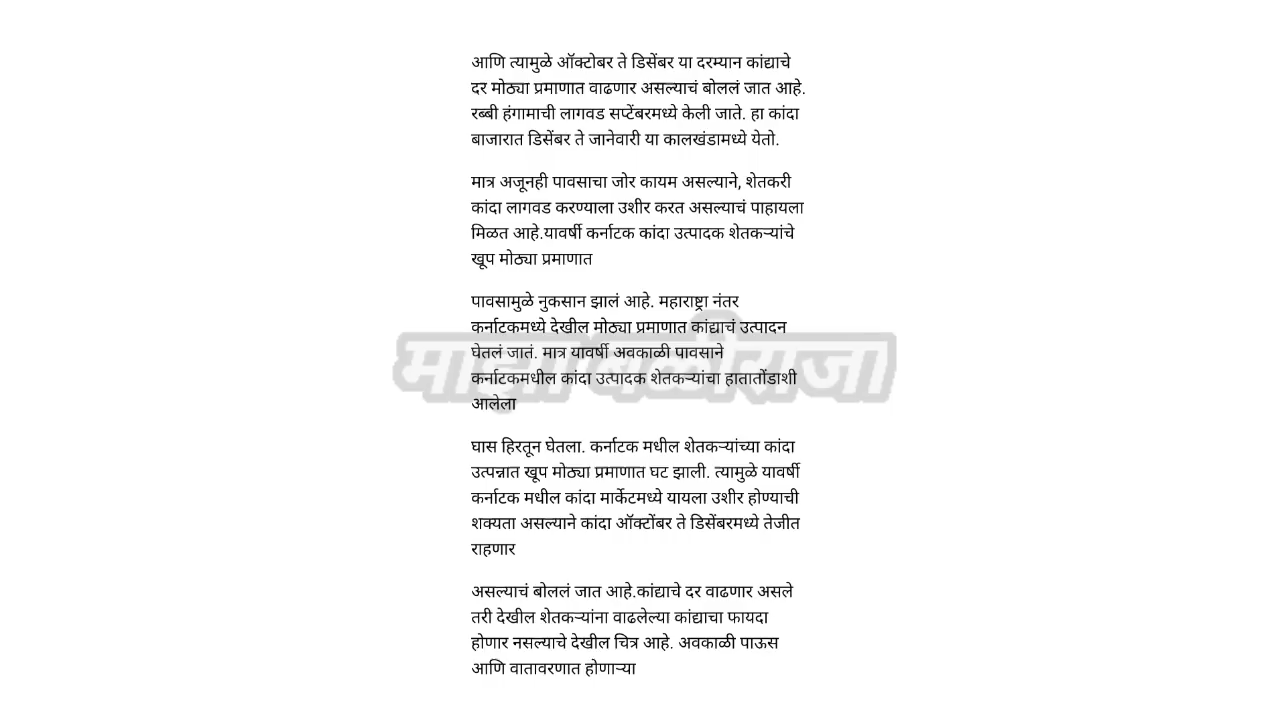 आणि त्यामुळे ऑक्टोबर ते डिसेंबर या दरम्यान कांद्याचे
दर मोठ्या प्रमाणात वाढणार असल्याचं बोललं जात आहे.
रब्बी हंगामाची लागवड सप्टेंबरमध्ये केली जाते. हा कांदा
बाजारात डिसेंबर ते जानेवारी या कालखंडामध्ये येतो.
मात्र अजूनही पावसाचा जोर कायम असल्याने, शेतकरी
कांदा लागवड करण्याला उशीर करत असल्याचं पाहायला
मिळत आहे.यावर्षी कर्नाटक कांदा उत्पादक शेतकऱ्यांचे
खूप मोठ्या प्रमाणात
पावसामुळे नुकसान झालं आहे. महाराष्ट्रा नंतर
कर्नाटकमध्ये देखील मोठ्या प्रमाणात कांद्याचं उत्पादन
घेतलं जातं. मात्र यावर्षी अवकाळी पावसाने
माझा बळीराजा
कर्नाटकमधील कांदा उत्पादक शेतकऱ्यांचा हातातोंडाशी
आलेला
घास हिरतून घेतला. कर्नाटक मधील शेतकऱ्यांच्या कांदा
उत्पन्नात खूप मोठ्या प्रमाणात घट झाली. त्यामुळे यावर्षी
कर्नाटक मधील कांदा मार्केटमध्ये यायला उशीर होण्याची
शक्यता असल्याने कांदा ऑक्टोंबर ते डिसेंबरमध्ये तेजीत
राहणार
असल्याचं बोललं जात आहे.कांद्याचे दर वाढणार असले
तरी देखील शेतकऱ्यांना वाढलेल्या कांद्याचा फायदा
होणार नसल्याचे देखील चित्र आहे. अवकाळी पाऊस
आणि वातावरणात होणाऱ्या